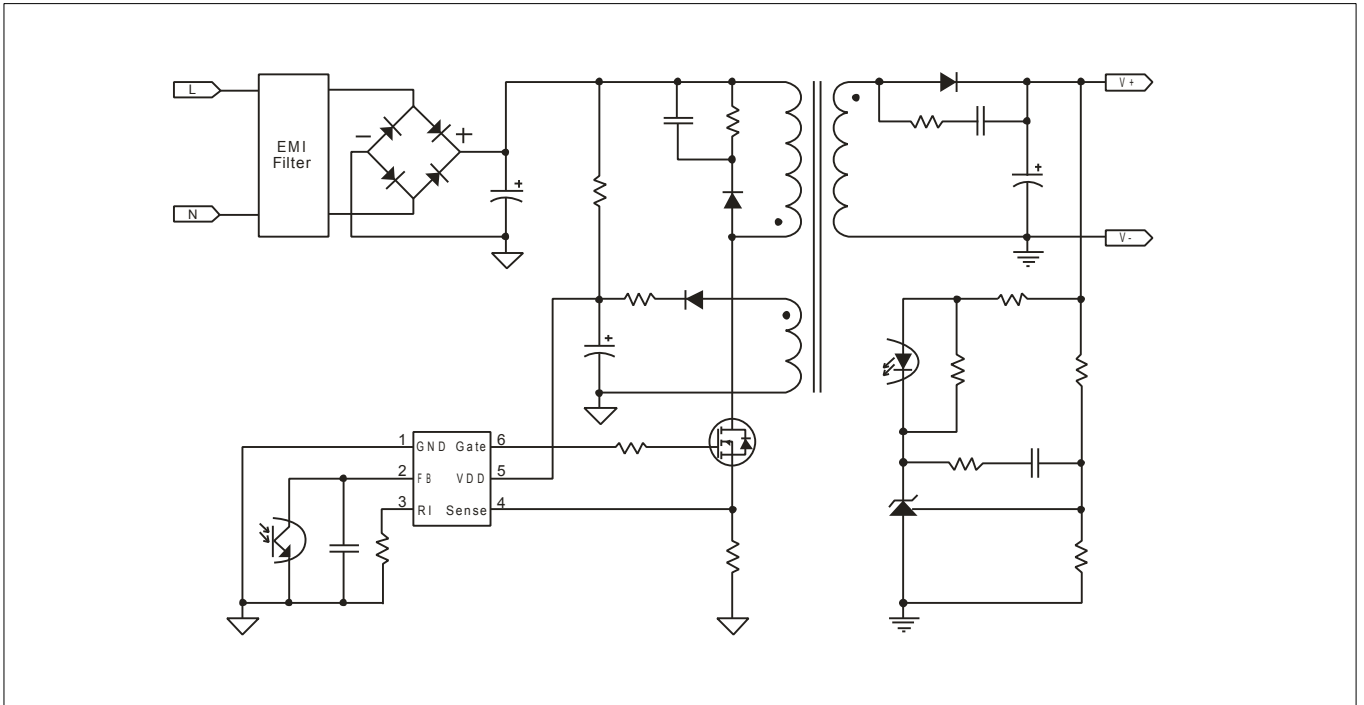 L
EMI
Filter
N
V+
V-
1 GND Gate 6
2 FB VDD 5
3 RI Sense 4